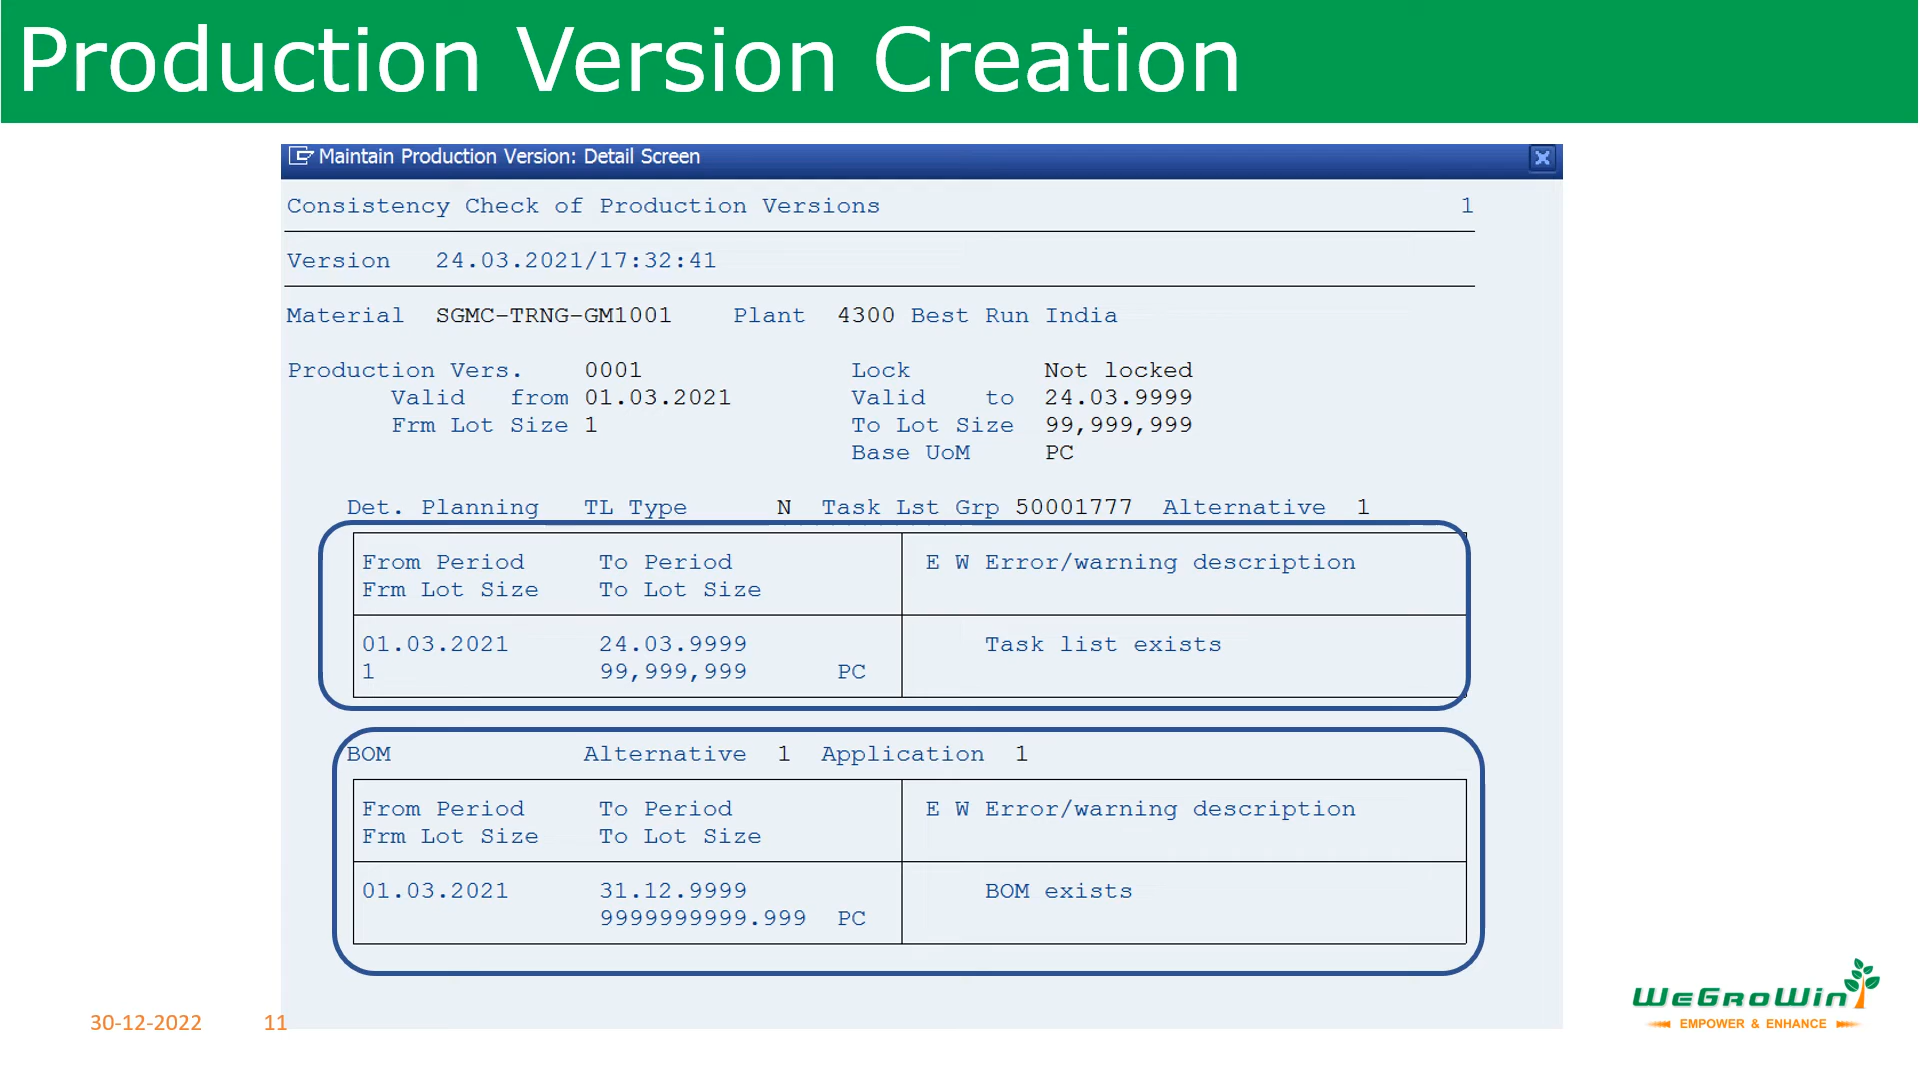 Production Version Creation
Maintain Production Version: Detail Screen
Consistency Check of Production Versions 1
Version 24.03.2021/17:32:41
Material SGMC-TRNG-GM1001 Plant 4300 Best Run India
Production Vers. 0001 Lock Not locked
Valid from 01.03.2021 Valid to 24.03.9999
Frm Lot Size 1 To Lot Size 99,999,999
Base UoM PC
Det. Planning TL Type N Task Lst Grp 50001777 Alternative 1
From Period To Period E W Error/warning description
Frm Lot Size To Lot Size
01.03.2021 24.03.9999 Task list exists
1 99,999,999 PC
BOM Alternative 1 Application 1
From Period To Period E W Error/warning description
Frm Lot Size To Lot Size
01.03.2021 31.12.9999 BOM exists
9999999999.999 PC
30-12-2022 11
WeGroWin
EMPOWER & ENHANCE